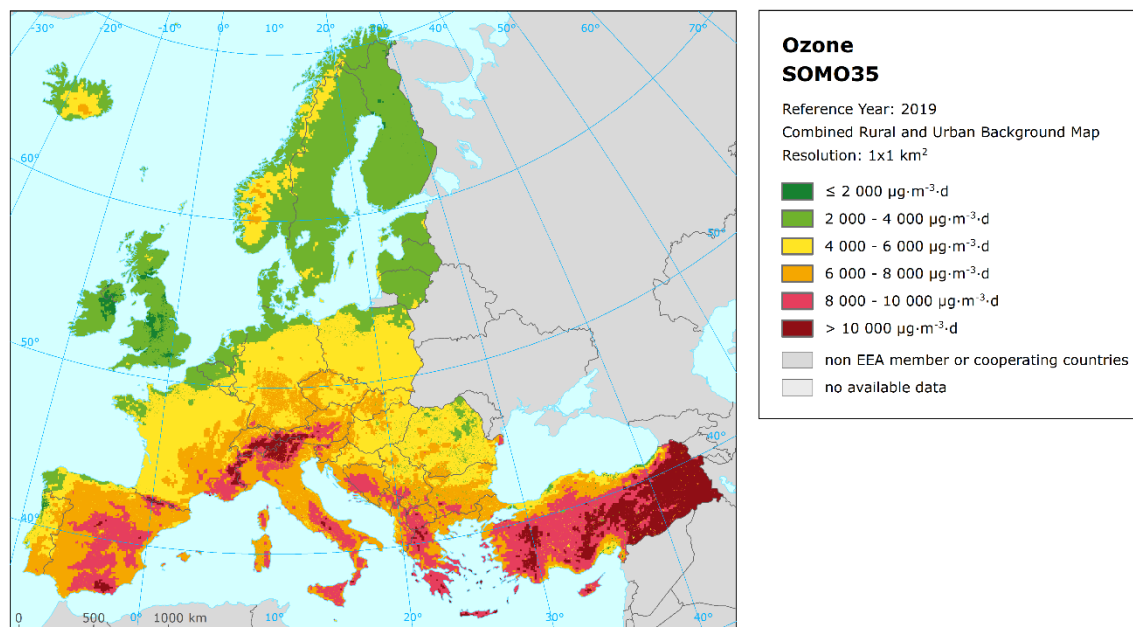 -30° -20° -10° 0° 10° 20° 30° 40° 50° 60° 70°
60°
50°
40°
60°
50°
40°
0 500 1000 km
0° 10° 20° 30° 40°
Ozone
SOMO35
Reference Year: 2019
Combined Rural and Urban Background Map
Resolution: 1x1 km²
≤ 2 000 µg·m⁻³·d
2 000 - 4 000 µg·m⁻³·d
4 000 - 6 000 µg·m⁻³·d
6 000 - 8 000 µg·m⁻³·d
8 000 - 10 000 µg·m⁻³·d
> 10 000 µg·m⁻³·d
non EEA member or cooperating countries
no available data